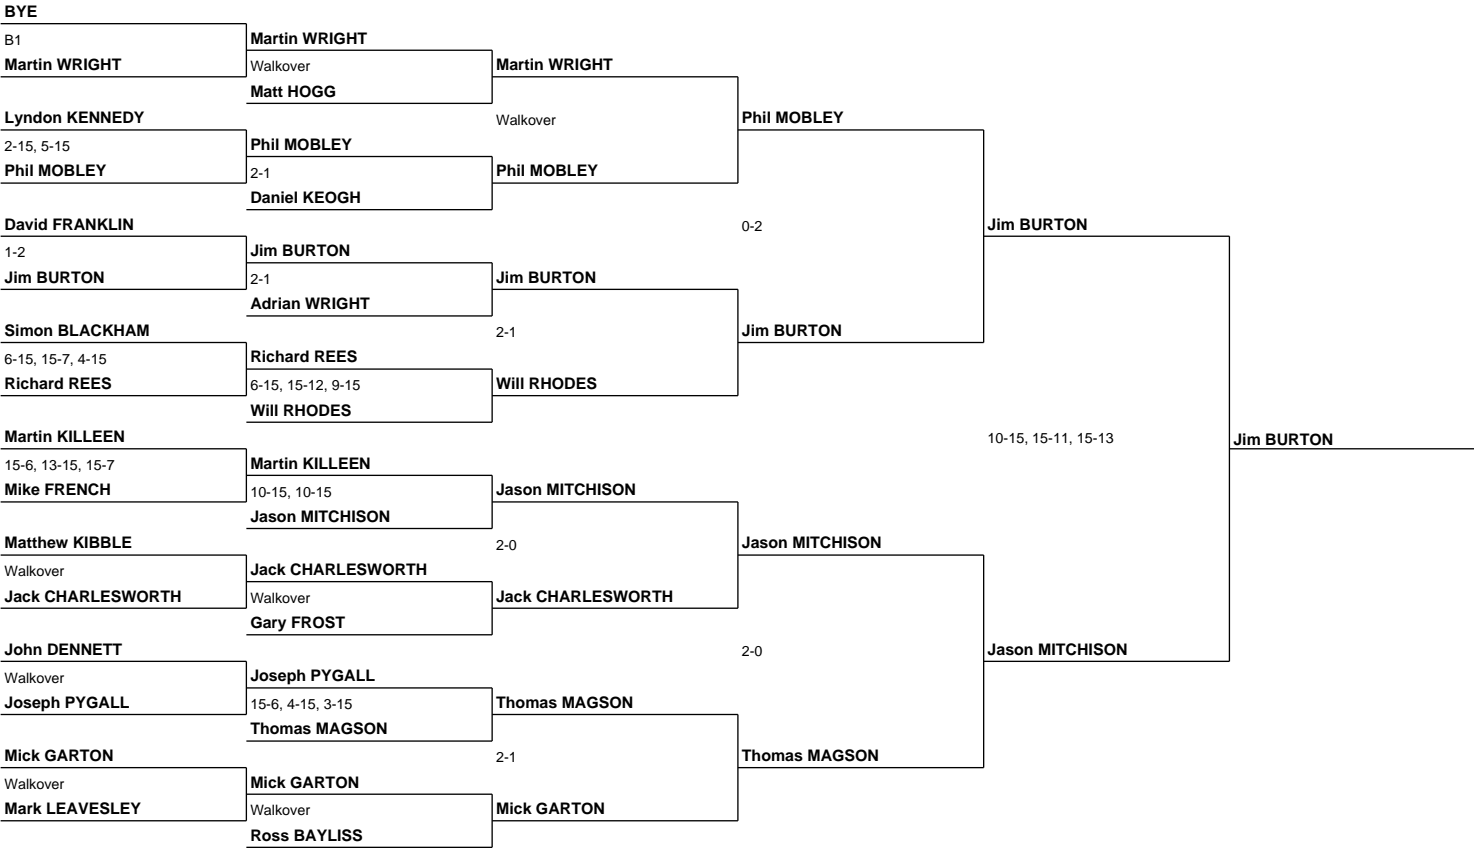 BYE
B1
Martin WRIGHT
Lyndon KENNEDY
2-15, 5-15
Phil MOBLEY
David FRANKLIN
1-2
Jim BURTON
Simon BLACKHAM
6-15, 15-7, 4-15
Richard REES
Martin KILLEEN
15-6, 13-15, 15-7
Mike FRENCH
Matthew KIBBLE
Walkover
Jack CHARLESWORTH
John DENNETT
Walkover
Joseph PYGALL
Mick GARTON
Walkover
Mark LEAVESLEY
Martin WRIGHT
Walkover
Matt HOGG
Phil MOBLEY
2-1
Daniel KEOGH
Jim BURTON
2-1
Adrian WRIGHT
Richard REES
6-15, 15-12, 9-15
Will RHODES
Martin KILLEEN
10-15, 10-15
Jason MITCHISON
Jack CHARLESWORTH
Walkover
Gary FROST
Joseph PYGALL
15-6, 4-15, 3-15
Thomas MAGSON
Mick GARTON
Walkover
Ross BAYLISS
Martin WRIGHT
Walkover
Phil MOBLEY
Jim BURTON
2-1
Will RHODES
Jason MITCHISON
2-0
Jack CHARLESWORTH
Thomas MAGSON
2-1
Mick GARTON
Phil MOBLEY
0-2
Jim BURTON
Jason MITCHISON
2-0
Thomas MAGSON
Jim BURTON
10-15, 15-11, 15-13
Jason MITCHISON
Jim BURTON